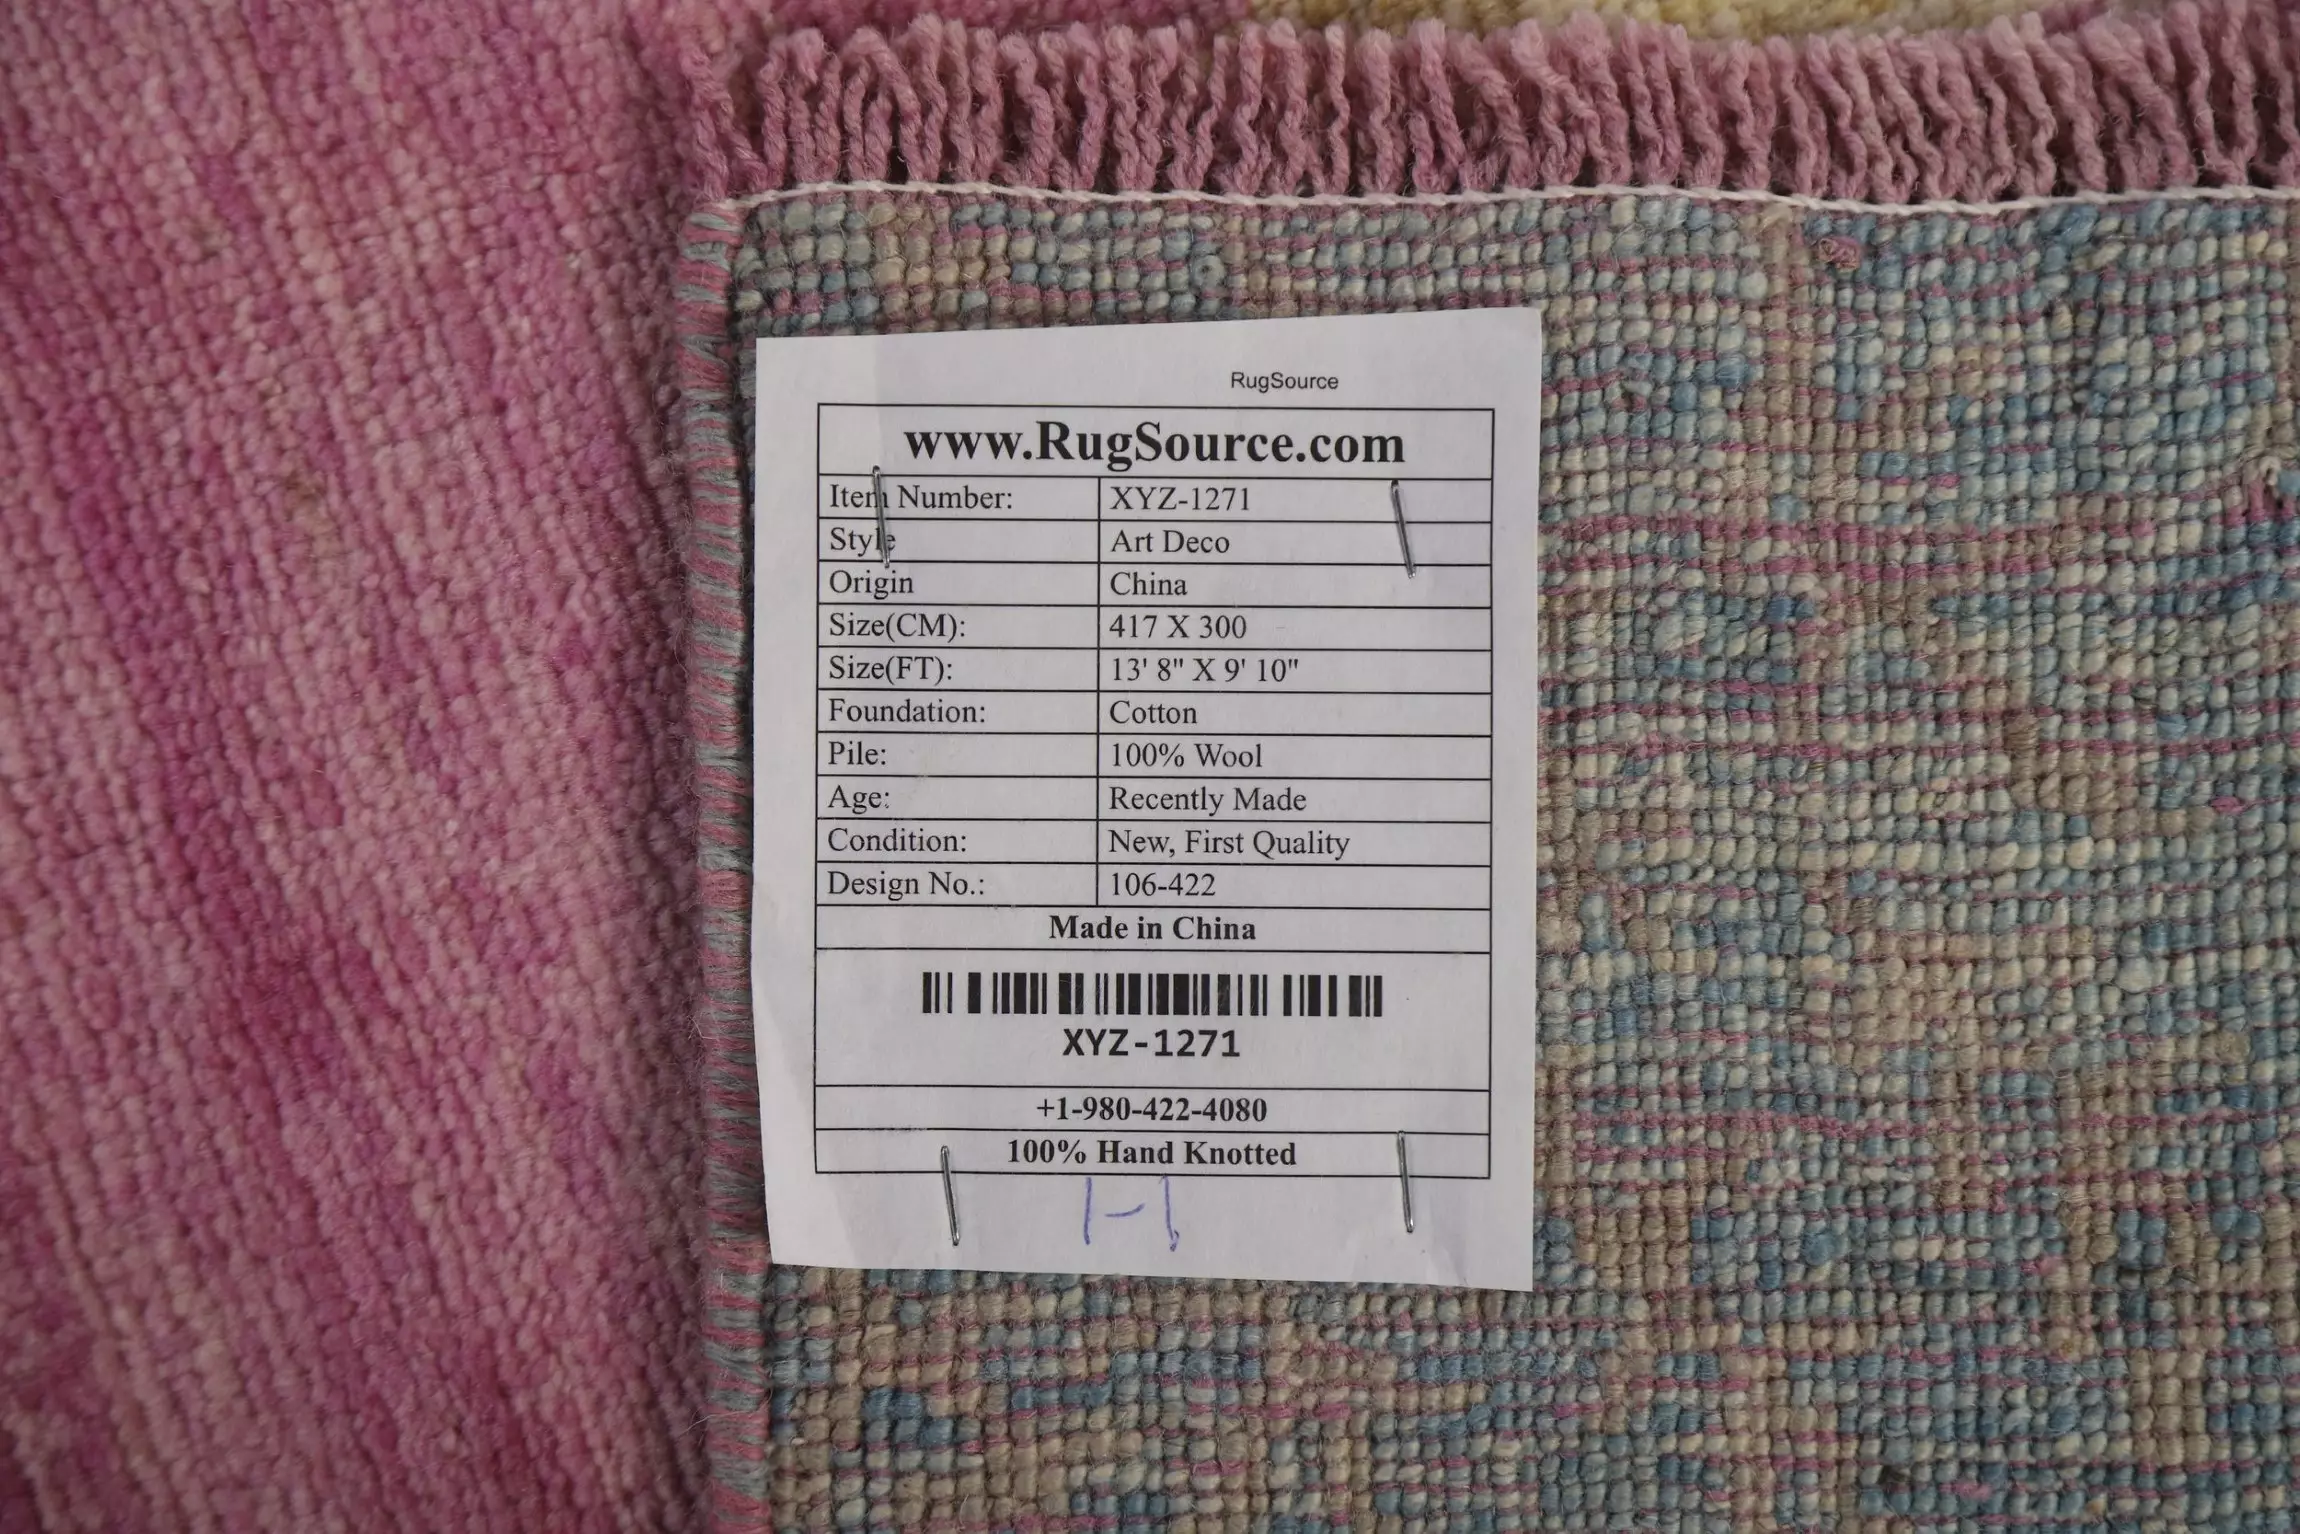 RugSource
www.RugSource.com
Item Number: XYZ-1271
Style Art Deco
Origin China
Size(CM): 417 X 300
Size(FT): 13' 8" X 9' 10"
Foundation: Cotton
Pile: 100% Wool
Age: Recently Made
Condition: New, First Quality
Design No.: 106-422
Made in China
XYZ-1271
+1-980-422-4080
100% Hand Knotted
1-1